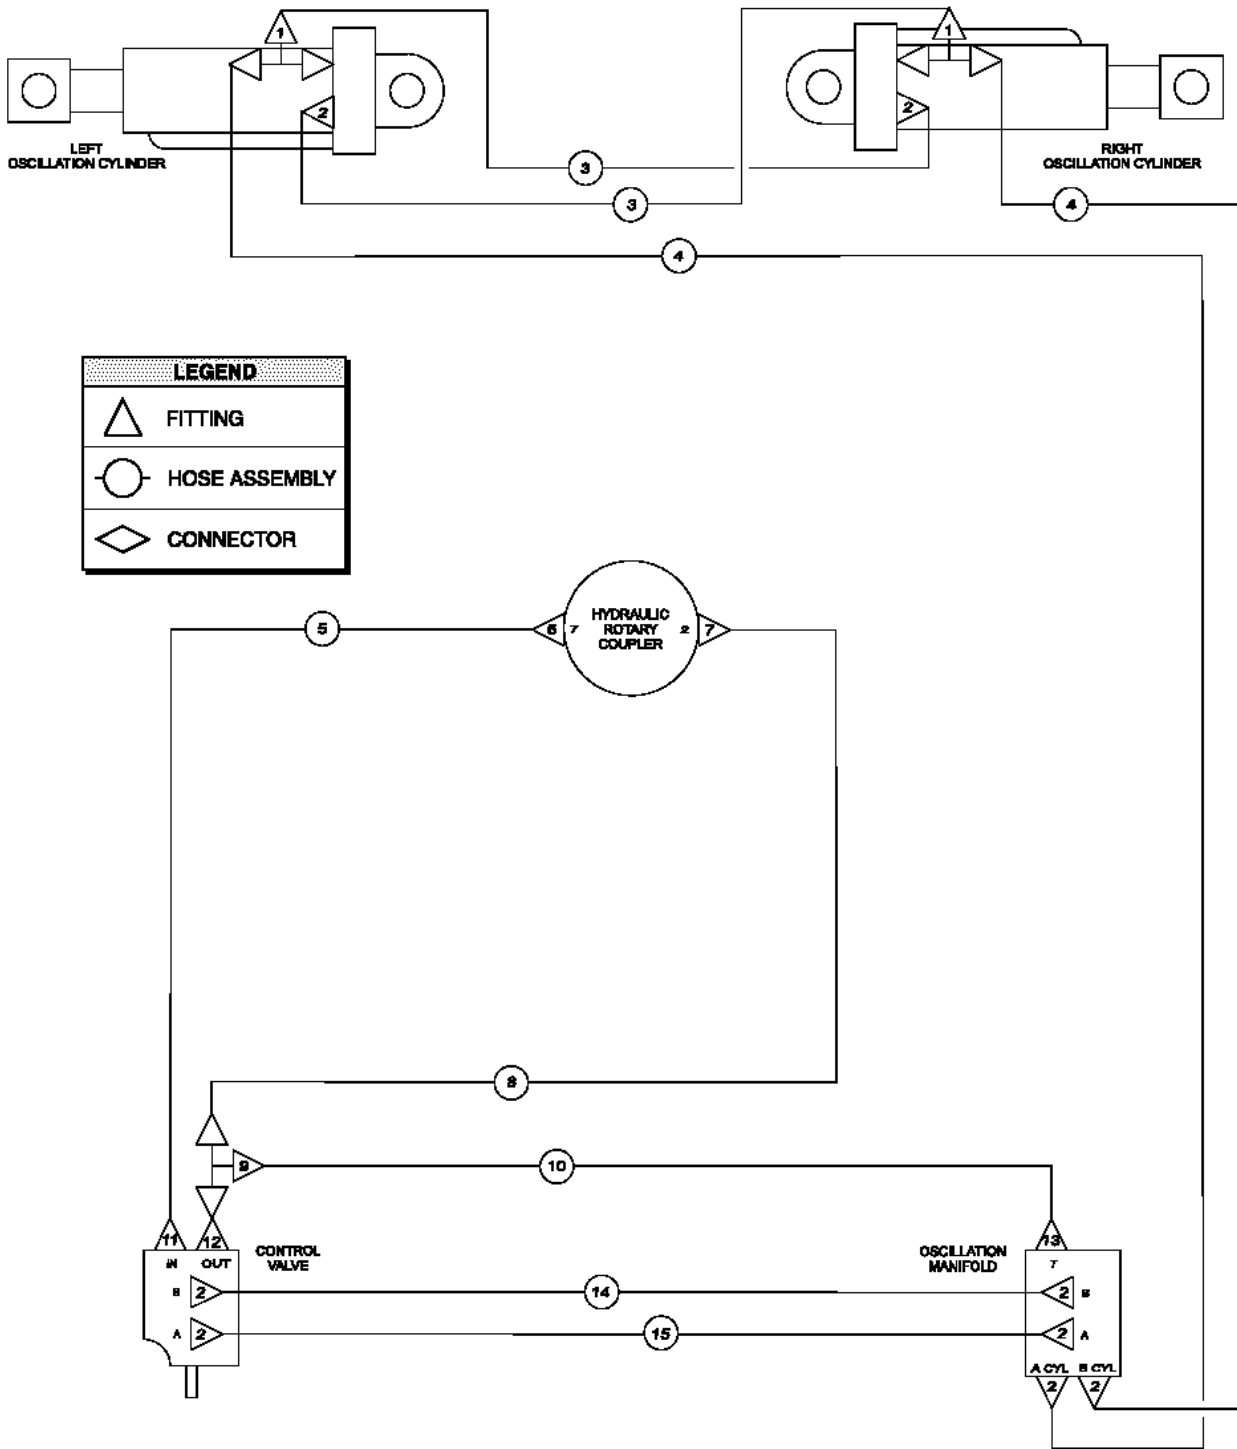 1
1
2
2
LEFT
OSCILLATION CYLINDER
RIGHT
OSCILLATION CYLINDER
3
3
4
4
LEGEND
FITTING
HOSE ASSEMBLY
CONNECTOR
5
6
7
HYDRAULIC
ROTARY
COUPLER
2
7
8
9
10
11
12
13
IN
OUT
CONTROL
VALVE
OSCILLATION
MANIFOLD
T
B
2
14
2
B
A
2
15
2
A
A CYL
B CYL
2
2